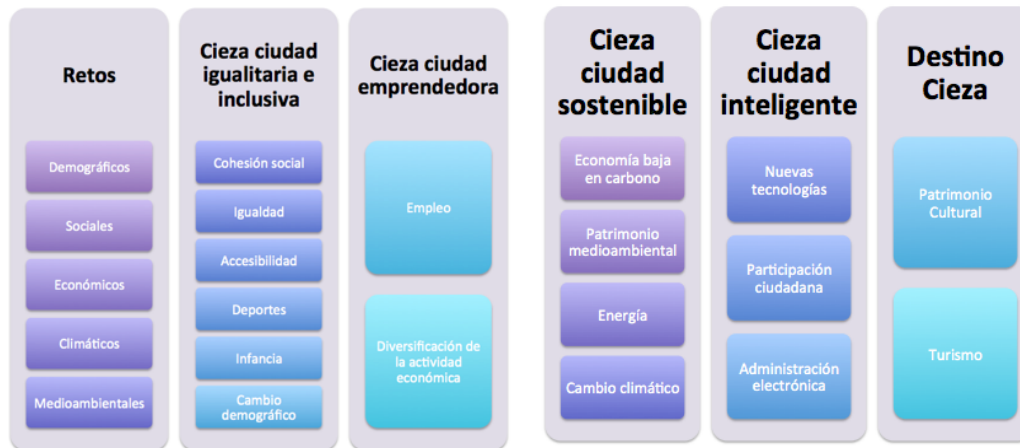 Retos
Demográficos
Sociales
Económicos
Climáticos
Medioambientales
Cieza ciudad
igualitaria e
inclusiva
Cohesión social
Igualdad
Accesibilidad
Deportes
Infancia
Cambio
demográfico
Cieza ciudad
emprendedora
Empleo
Diversificación de
la actividad
económica
Cieza
ciudad
sostenible
Economía baja
en carbono
Patrimonio
medioambiental
Energía
Cambio climático
Cieza
ciudad
inteligente
Nuevas
tecnologías
Participación
ciudadana
Administración
electrónica
Destino
Cieza
Patrimonio
Cultural
Turismo